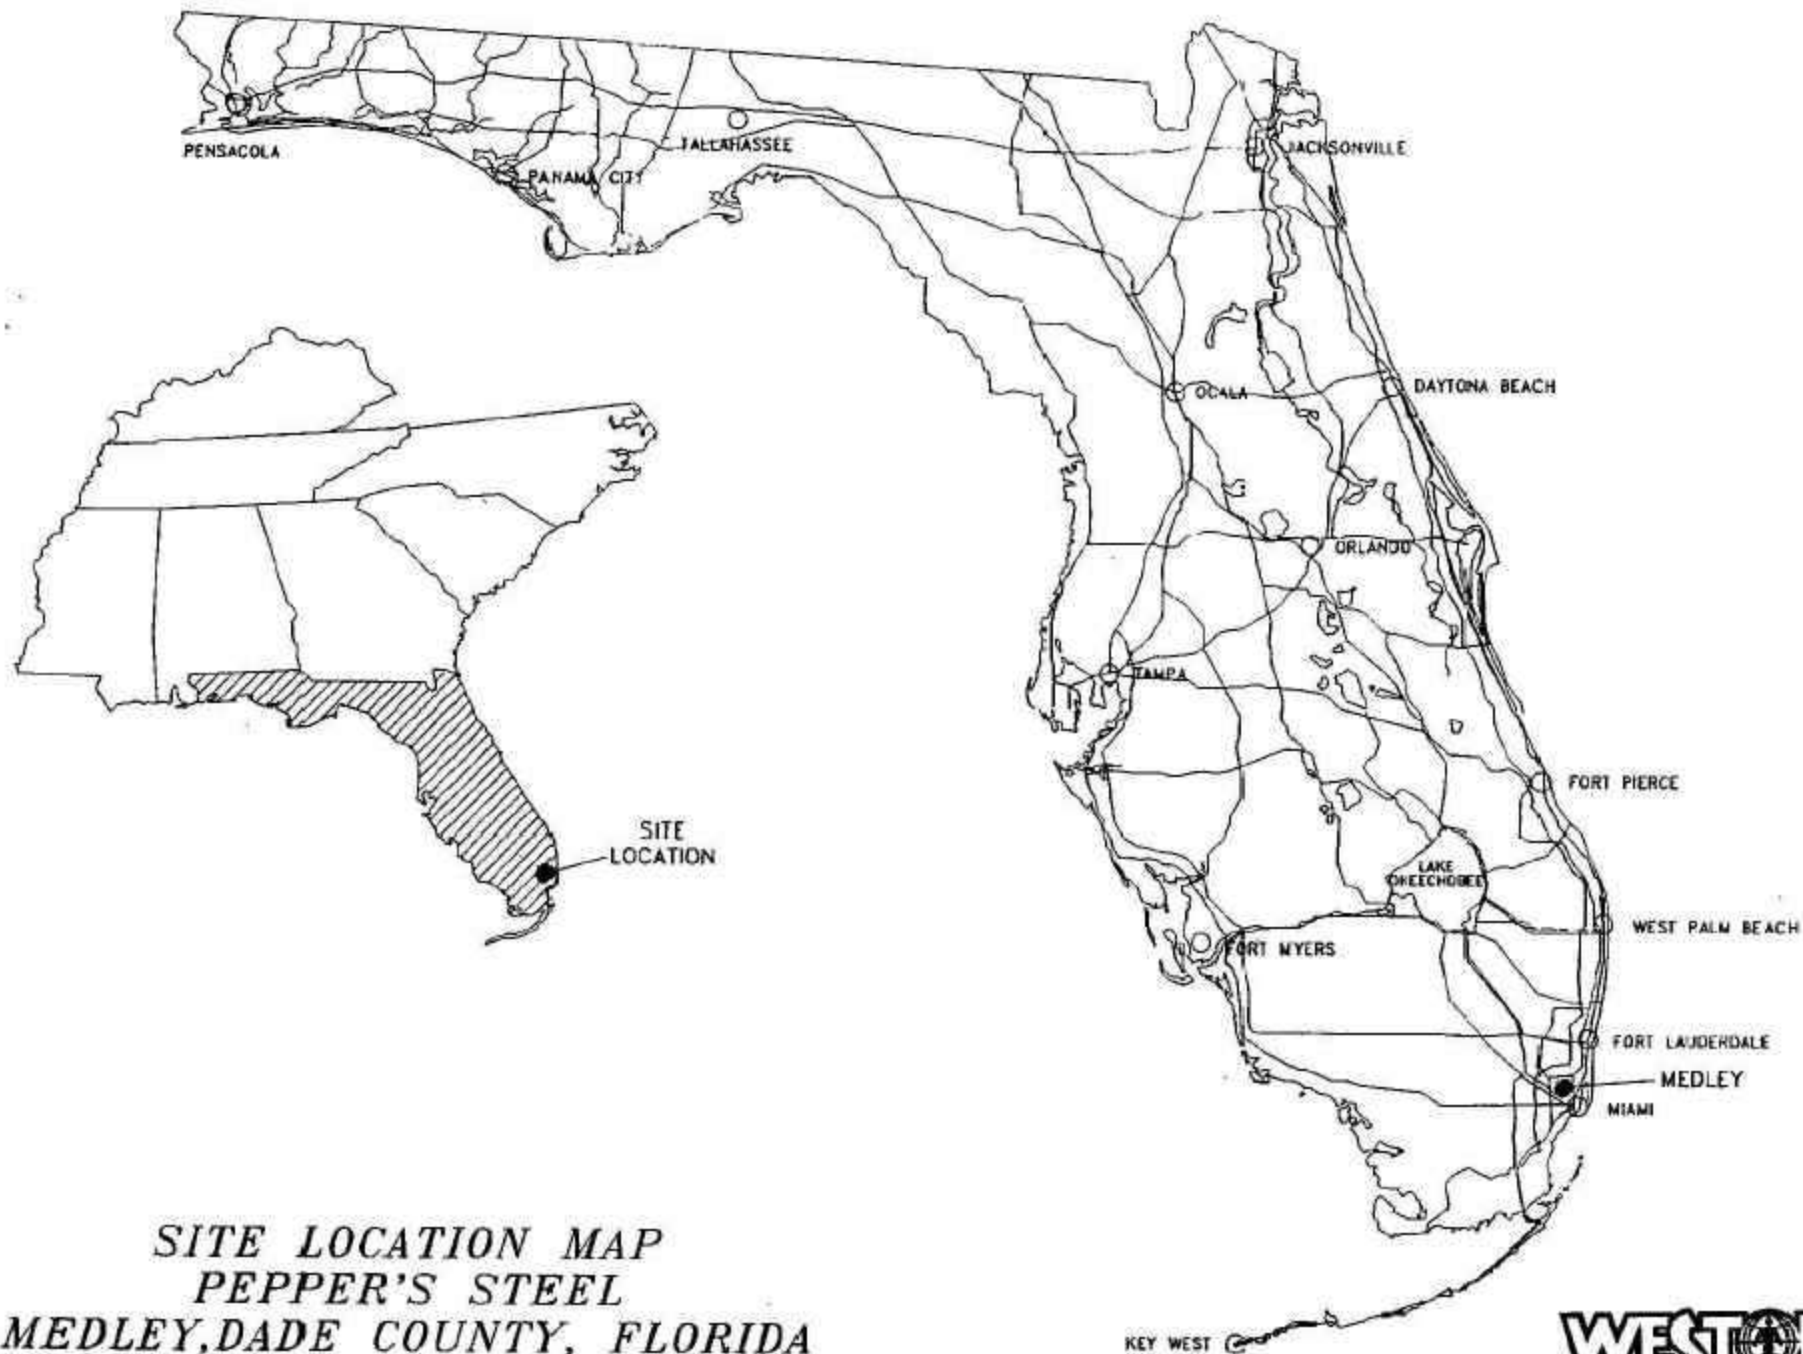 PENSACOLA
TALLAHASSEE
JACKSONVILLE
PANAMA CITY
OCALA
DAYTONA BEACH
ORLANDO
TAMPA
FORT PIERCE
SITE
LOCATION
LAKE
OKEECHOBEE
WEST PALM BEACH
FORT MYERS
FORT LAUDERDALE
MEDLEY
MIAMI
SITE LOCATION MAP
PEPPER'S STEEL
MEDLEY,DADE COUNTY, FLORIDA
KEY WEST